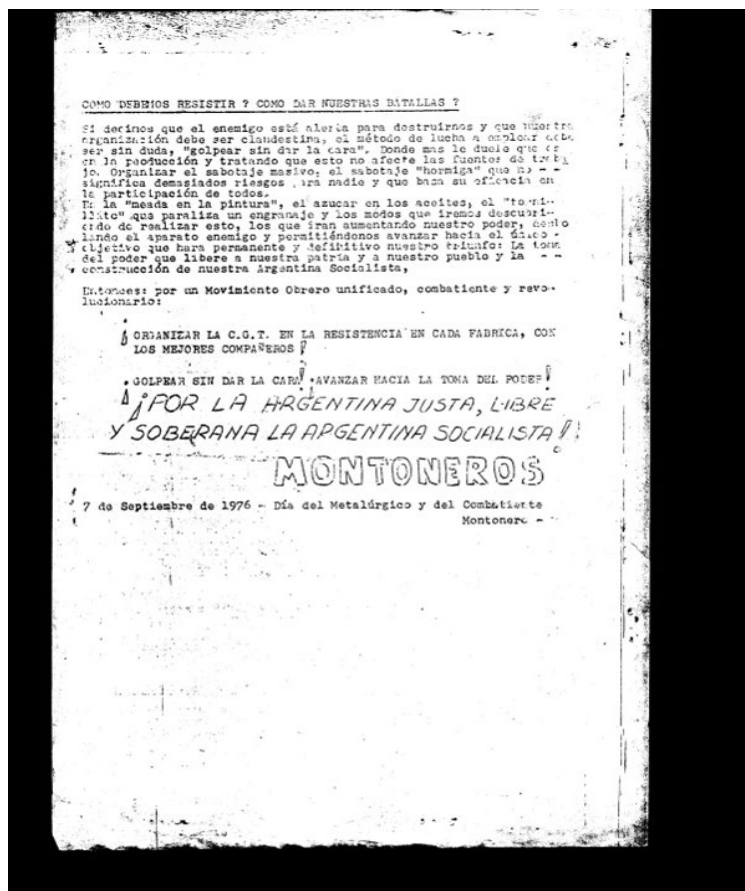 COMO DEBEMOS RESISTIR ? COMO DAR NUESTRAS BATALLAS ?
Si decimos que el enemigo está alerta para destruirnos y que nuestra
organización debe ser clandestina, el método de lucha a emplear debe
ser sin duda, "golpear sin dar la cara". Donde mas le duele que es
en la producción y tratando que esto no afecte las fuentes de trab
jo. Organizar el sabotaje masivo, el sabotaje "hormiga" que no - -
significa demasiados riesgos para nadie y que basa su eficacia en
la participación de todos.
Es la "meada en la pintura", el azucar en los aceites, el "torni-
llito" que paraliza un engranaje y los modos que iremos descubri-
endo de realizar esto, los que iran aumentando nuestro poder,
lando el aparato enemigo y permitiéndonos avanzar hacia el único -
objetivo que hara permanente y definitivo nuestro triunfo: La toma
del poder que libere a nuestra patria y a nuestro pueblo y la - -
construcción de nuestra Argentina Socialista,
Entonces: por un Movimiento Obrero unificado, combatiente y revo-
lucionario:
¡ ORGANIZAR LA C.G.T. EN LA RESISTENCIA EN CADA FABRICA, CON
LOS MEJORES COMPAÑEROS !
¡GOLPEAR SIN DAR LA CARA! ¡AVANZAR HACIA LA TOMA DEL PODER!
¡¡POR LA ARGENTINA JUSTA, LIBRE
Y SOBERANA LA ARGENTINA SOCIALISTA!!
MONTONEROS
7 de Septiembre de 1976 - Día del Metalúrgico y del Combatiente
Montonero -